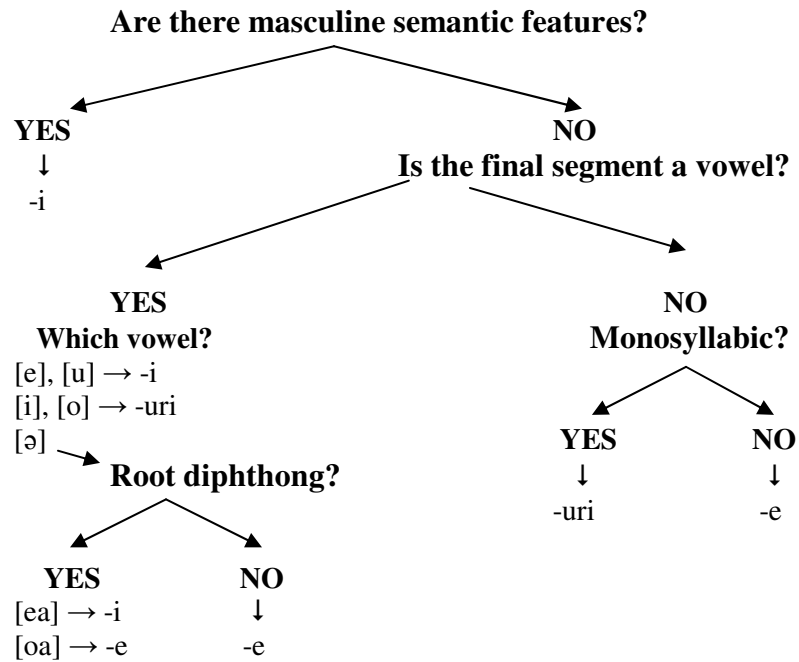 Are there masculine semantic features?
YES NO
↓ Is the final segment a vowel?
-i
YES NO
Which vowel? Monosyllabic?
[e], [u] → -i
[i], [o] → -uri
[ə] YES NO
Root diphthong? ↓ ↓
-uri -e
YES NO
[ea] → -i ↓
[oa] → -e -e